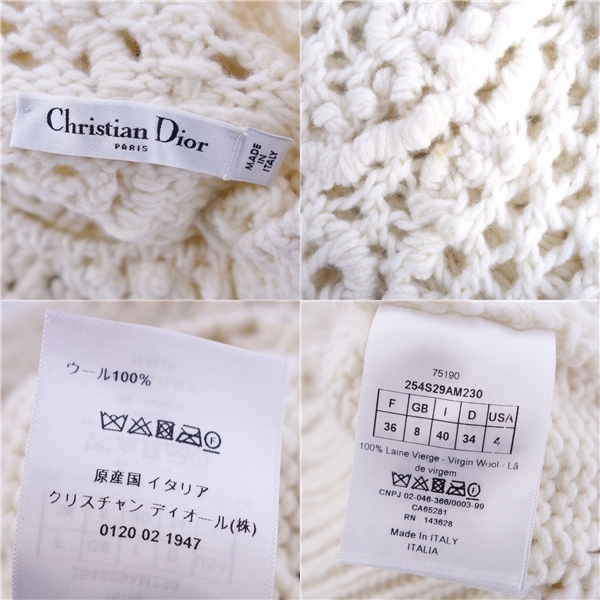 Christian Dior
PARIS
MADE
IN
ITALY
ウール100%
原産国 イタリア
クリスチャン ディオール(株)
0120 02 1947
75190
254S29AM230
F GB I D USA
36 8 40 34 4
100% Laine Vierge - Virgin Wool - Lã
de virgem
CNPJ 02-046-366/0003-99
CA65281
RN 143628
Made In ITALY
ITALIA